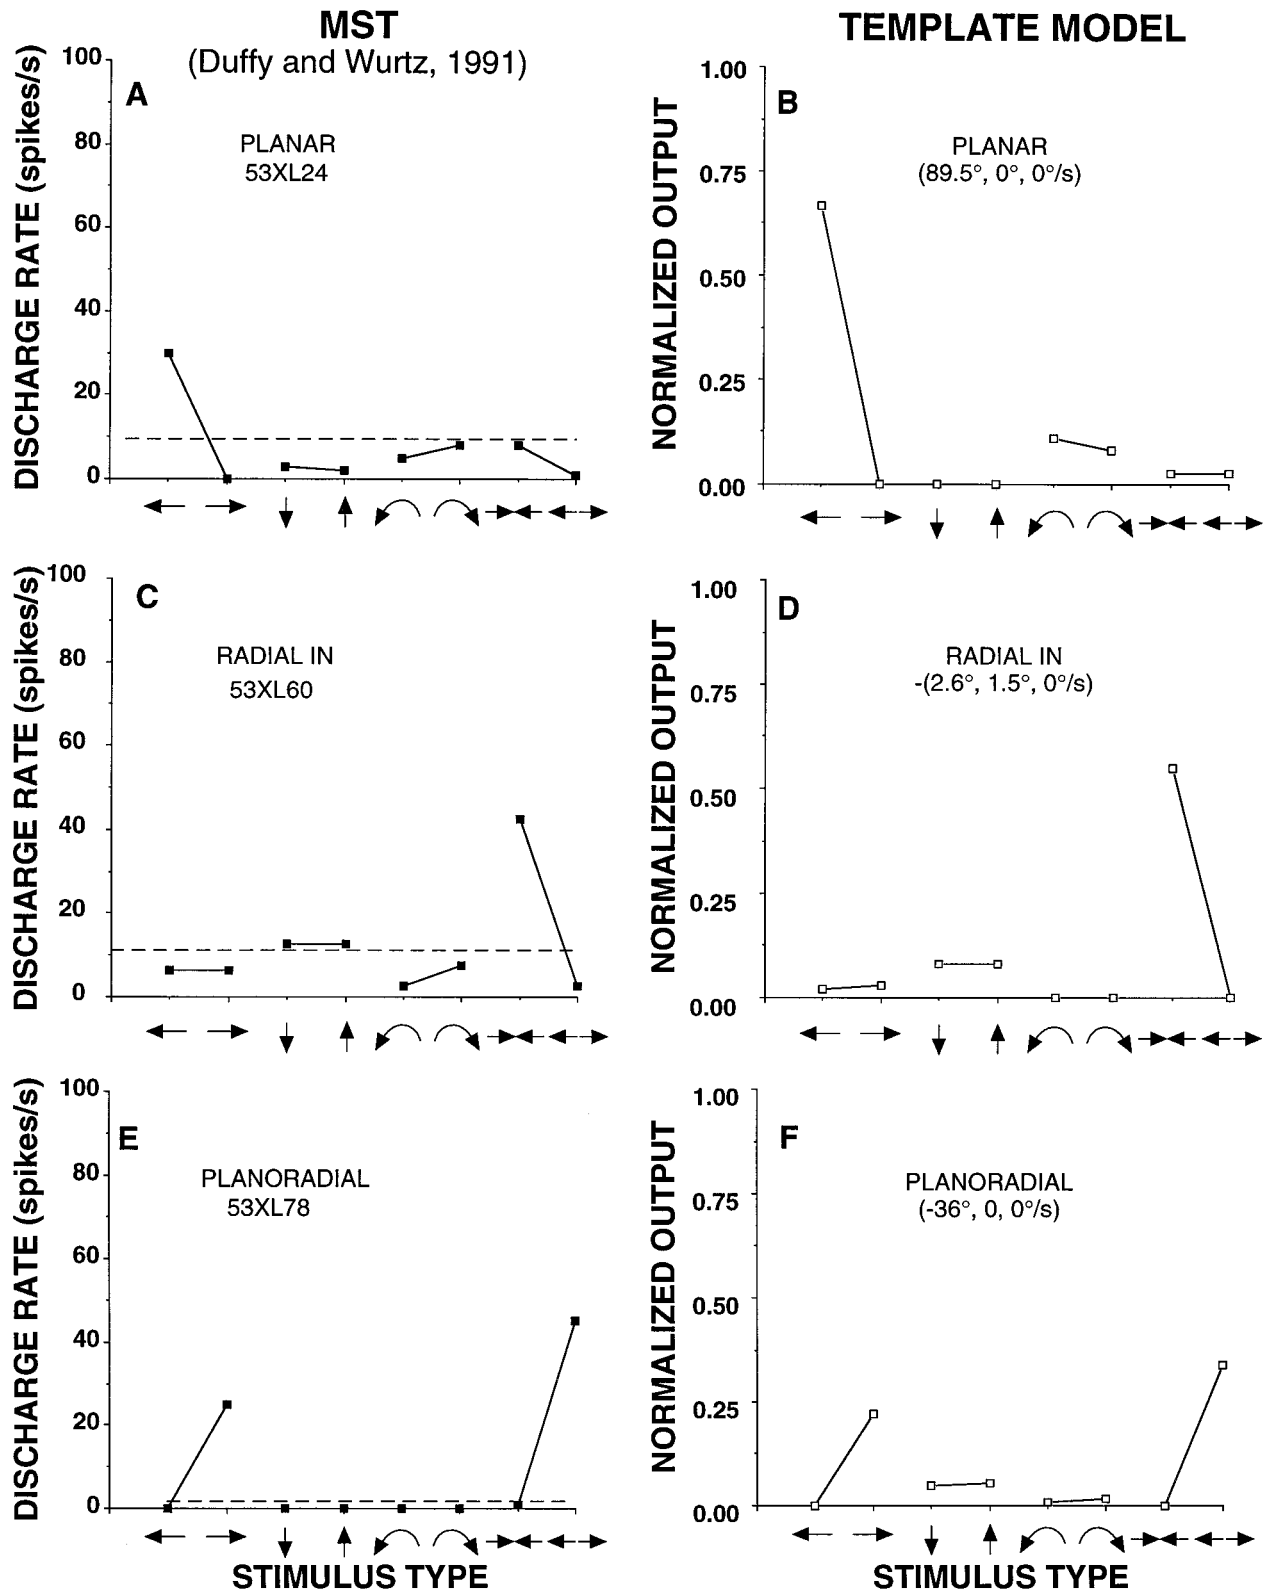 MST
(Duffy and Wurtz, 1991)
TEMPLATE MODEL
A
PLANAR
53XL24
DISCHARGE RATE (spikes/s)
100
80
60
40
20
0
B
PLANAR
(89.5°, 0°, 0°/s)
NORMALIZED OUTPUT
1.00
0.75
0.50
0.25
0.00
C
RADIAL IN
53XL60
DISCHARGE RATE (spikes/s)
100
80
60
40
20
0
D
RADIAL IN
-(2.6°, 1.5°, 0°/s)
NORMALIZED OUTPUT
1.00
0.75
0.50
0.25
0.00
E
PLANORADIAL
53XL78
DISCHARGE RATE (spikes/s)
100
80
60
40
20
0
STIMULUS TYPE
F
PLANORADIAL
(-36°, 0, 0°/s)
NORMALIZED OUTPUT
1.00
0.75
0.50
0.25
0.00
STIMULUS TYPE